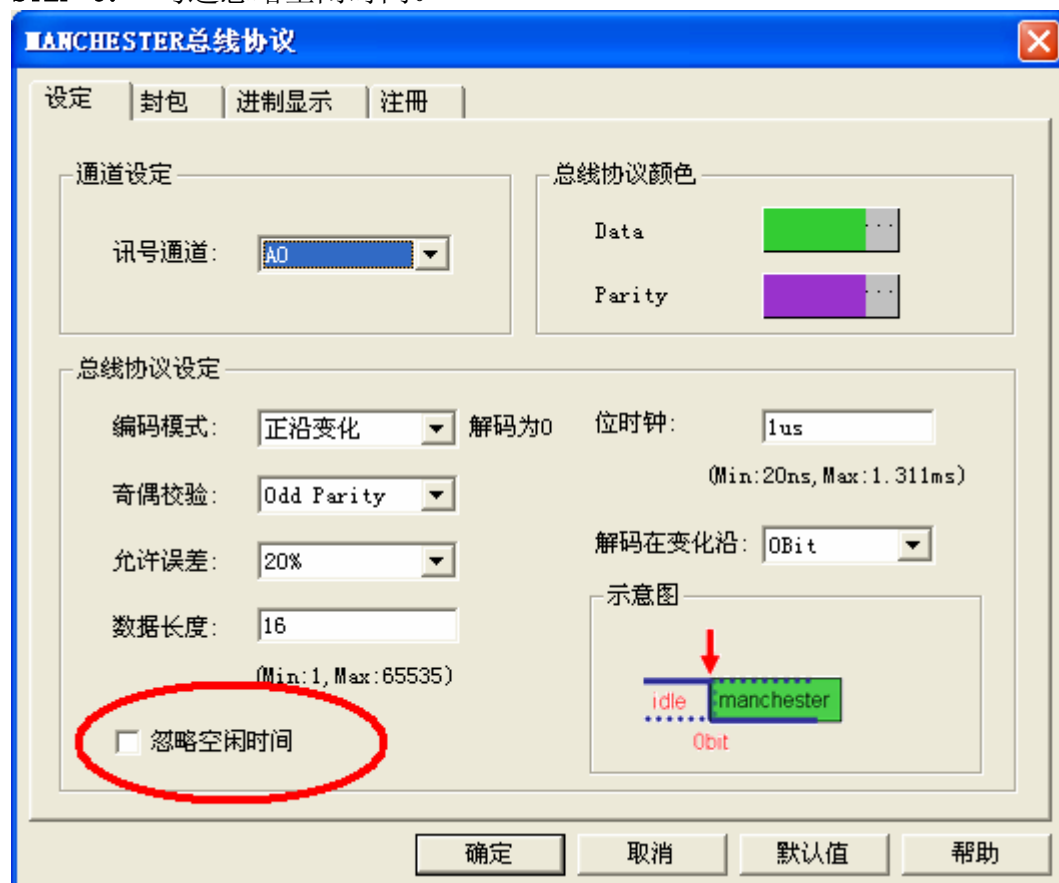 MANCHESTER总线协议
设定 封包 进制显示 注册
通道设定
讯号通道: A0
总线协议颜色
Data ...
Parity ...
总线协议设定
编码模式: 正沿变化 解码为0
奇偶校验: Odd Parity
允许误差: 20%
数据长度: 16
(Min:1,Max:65535)
忽略空闲时间
位时钟: 1us
(Min:20ns,Max:1.311ms)
解码在变化沿: 0Bit
示意图
idle manchester
0bit
确定 取消 默认值 帮助